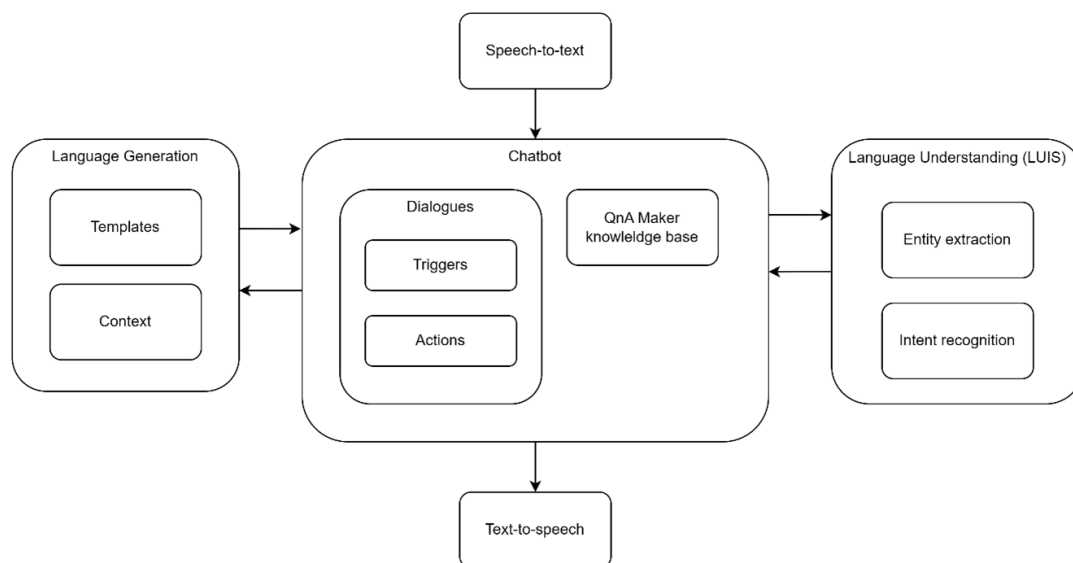 Speech-to-text
Language Generation
Templates
Context
Chatbot
Dialogues
Triggers
Actions
QnA Maker
knowleldge base
Language Understanding (LUIS)
Entity extraction
Intent recognition
Text-to-speech